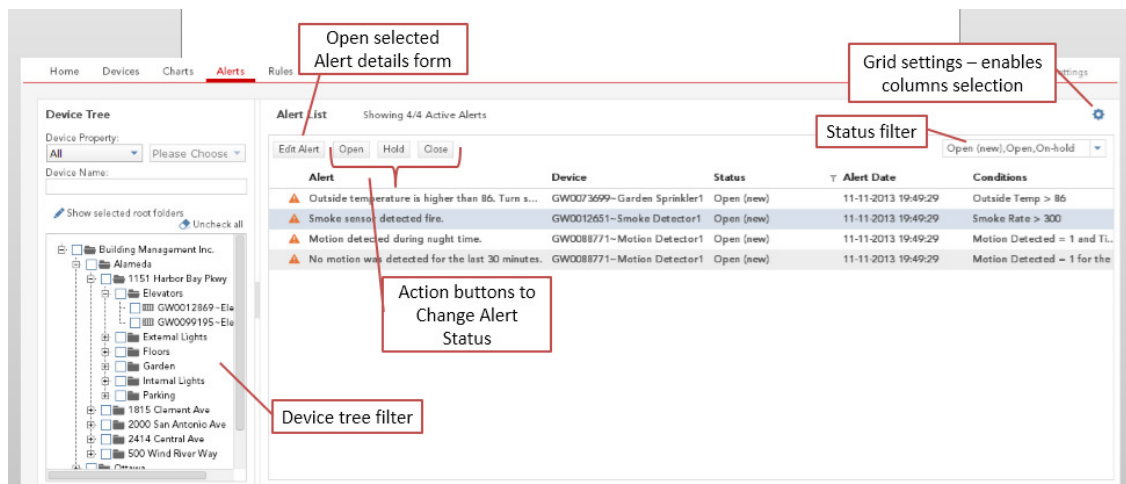 Open selected
Alert details form
Grid settings – enables
columns selection
Home Devices Charts Alerts Rules
Device Tree
Device Property:
All Please Choose
Device Name:
Show selected root folders
Uncheck all
Building Management Inc.
Alameda
1151 Harbor Bay Pkwy
Elevators
GW0012869~Ele
GW0099195~Ele
External Lights
Floors
Garden
Internal Lights
Parking
1815 Clement Ave
2000 San Antonio Ave
2414 Central Ave
500 Wind River Way
Ottawa
Device tree filter
Alert List Showing 4/4 Active Alerts
Status filter
Edit Alert Open Hold Close Open (new),Open,On-hold
Alert Device Status Alert Date Conditions
Outside temperature is higher than 86. Turn s... GW0073699~Garden Sprinkler1 Open (new) 11-11-2013 19:49:29 Outside Temp > 86
Smoke sensor detected fire. GW0012651~Smoke Detector1 Open (new) 11-11-2013 19:49:29 Smoke Rate > 300
Motion detected during nught time. GW0088771~Motion Detector1 Open (new) 11-11-2013 19:49:29 Motion Detected = 1 and Ti..
No motion was detected for the last 30 minutes. GW0088771~Motion Detector1 Open (new) 11-11-2013 19:49:29 Motion Detected = 1 for the
Action buttons to
Change Alert
Status